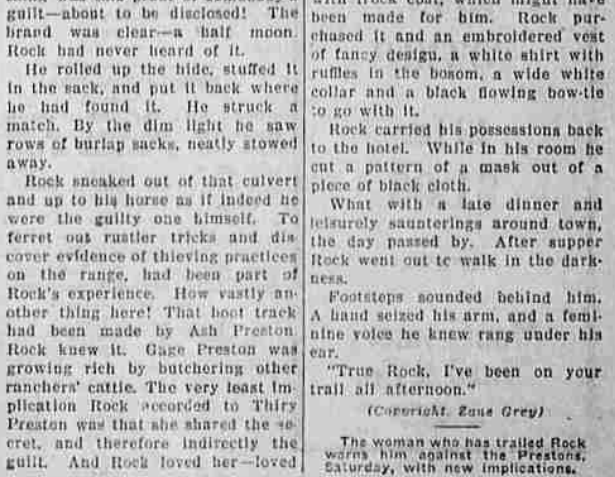 guilt—about to be disclosed! The
brand was clear—a half moon.
Rock had never heard of it.
He rolled up the hide, stuffed it
in the sack, and put it back where
he had found it. He struck a
match. By the dim light he saw
rows of burlap sacks, neatly stowed
away.
Rock sneaked out of that culvert
and up to his horse as if indeed he
were the guilty one himself. To
ferret out rustler tricks and dis
cover evidence of thieving practices
on the range, had been part of
Rock's experience. How vastly an-
other thing here! That boot track
had been made by Ash Preston.
Rock knew it. Gage Preston was
growing rich by butchering other
ranchers' cattle. The very least im-
plication Rock accorded to Thiry
Preston was that she shared the se-
cret, and therefore indirectly the
guilt. And Rock loved her—loved
with frock coat, which might have
been made for him. Rock pur-
chased it and an embroidered vest
of fancy design, a white shirt with
ruffles in the bosom, a wide white
collar and a black flowing bow-tie
to go with it.
Rock carried his possessions back
to the hotel. While in his room he
cut a pattern of a mask out of a
piece of black cloth.
What with a late dinner and
leisurely saunterings around town,
the day passed by. After supper
Rock went out to walk in the dark-
ness.
Footsteps sounded behind him.
A hand seized his arm, and a femi-
nine voice he knew rang under his
ear.
"True Rock, I've been on your
trail all afternoon."
(Copyright, Zane Grey)
The woman who has trailed Rock
warns him against the Prestons,
Saturday, with new implications.